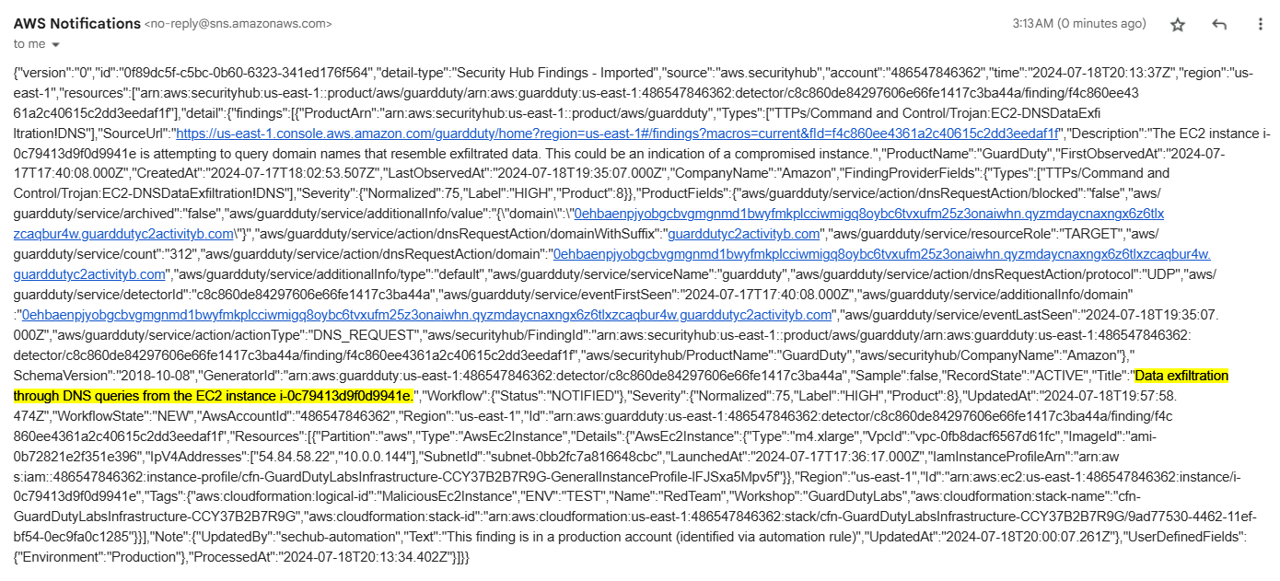 AWS Notifications <no-reply@sns.amazonaws.com>
3:13 AM (0 minutes ago)
to me
{"version":"0","id":"0f89dc5f-c5bc-0b60-6323-341ed176f564","detail-type":"Security Hub Findings - Imported","source":"aws.securityhub","account":"486547846362","time":"2024-07-18T20:13:37Z","region":"us-
east-1","resources":["arn:aws:securityhub:us-east-1::product/aws/guardduty/arn:aws:guardduty:us-east-1:486547846362:detector/c8c860de84297606e66fe1417c3ba44a/finding/f4c860ee43
61a2c40615c2dd3eedaf1f"],"detail":{"findings":[{"ProductArn":"arn:aws:securityhub:us-east-1::product/aws/guardduty","Types":["TTPs/Command and Control/Trojan:EC2-DNSDataExfi
ltration!DNS"],"SourceUrl":"https://us-east-1.console.aws.amazon.com/guardduty/home?region=us-east-1#/findings?macros=current&fId=f4c860ee4361a2c40615c2dd3eedaf1f","Description":"The EC2 instance i-
0c79413d9f0d9941e is attempting to query domain names that resemble exfiltrated data. This could be an indication of a compromised instance.","ProductName":"GuardDuty","FirstObservedAt":"2024-07-
17T17:40:08.000Z","CreatedAt":"2024-07-17T18:02:53.507Z","LastObservedAt":"2024-07-18T19:35:07.000Z","CompanyName":"Amazon","FindingProviderFields":{"Types":["TTPs/Command and
Control/Trojan:EC2-DNSDataExfiltration!DNS"],"Severity":{"Normalized":75,"Label":"HIGH","Product":8}},"ProductFields":{"aws/guardduty/service/action/dnsRequestAction/blocked":"false","aws/
guardduty/service/archived":"false","aws/guardduty/service/additionalInfo/value":"{\"domain\":\"0ehbaenpjyobgcbvgmgnmd1bwyfmkplcciwmigq8oybc6tvxufm25z3onaiwhn.qyzmdaycnaxngx6z6tlx
zcaqbur4w.guarddutyc2activityb.com\"}","aws/guardduty/service/action/dnsRequestAction/domainWithSuffix":"guarddutyc2activityb.com","aws/guardduty/service/resourceRole":"TARGET","aws/
guardduty/service/count":"312","aws/guardduty/service/action/dnsRequestAction/domain":"0ehbaenpjyobgcbvgmgnmd1bwyfmkplcciwmigq8oybc6tvxufm25z3onaiwhn.qyzmdaycnaxngx6z6tlxzcaqbur4w.
guarddutyc2activityb.com","aws/guardduty/service/additionalInfo/type":"default","aws/guardduty/service/serviceName":"guardduty","aws/guardduty/service/action/dnsRequestAction/protocol":"UDP","aws/
guardduty/service/detectorId":"c8c860de84297606e66fe1417c3ba44a","aws/guardduty/service/eventFirstSeen":"2024-07-17T17:40:08.000Z","aws/guardduty/service/additionalInfo/domain"
:"0ehbaenpjyobgcbvgmgnmd1bwyfmkplcciwmigq8oybc6tvxufm25z3onaiwhn.qyzmdaycnaxngx6z6tlxzcaqbur4w.guarddutyc2activityb.com","aws/guardduty/service/eventLastSeen":"2024-07-18T19:35:07.
000Z","aws/guardduty/service/action/actionType":"DNS_REQUEST","aws/securityhub/FindingId":"arn:aws:securityhub:us-east-1::product/aws/guardduty/arn:aws:guardduty:us-east-1:486547846362:
detector/c8c860de84297606e66fe1417c3ba44a/finding/f4c860ee4361a2c40615c2dd3eedaf1f","aws/securityhub/ProductName":"GuardDuty","aws/securityhub/CompanyName":"Amazon"},"
SchemaVersion":"2018-10-08","GeneratorId":"arn:aws:guardduty:us-east-1:486547846362:detector/c8c860de84297606e66fe1417c3ba44a","Sample":false,"RecordState":"ACTIVE","Title":"Data exfiltration
through DNS queries from the EC2 instance i-0c79413d9f0d9941e.","Workflow":{"Status":"NOTIFIED"},"Severity":{"Normalized":75,"Label":"HIGH","Product":8},"UpdatedAt":"2024-07-18T19:57:58.
474Z","WorkflowState":"NEW","AwsAccountId":"486547846362","Region":"us-east-1","Id":"arn:aws:guardduty:us-east-1:486547846362:detector/c8c860de84297606e66fe1417c3ba44a/finding/f4c
860ee4361a2c40615c2dd3eedaf1f","Resources":[{"Partition":"aws","Type":"AwsEc2Instance","Details":{"AwsEc2Instance":{"Type":"m4.xlarge","VpcId":"vpc-0fb8dacf6567d61fc","ImageId":"ami-
0b72821e2f351e396","IpV4Addresses":["54.84.58.22","10.0.0.144"],"SubnetId":"subnet-0bb2fc7a816648cbc","LaunchedAt":"2024-07-17T17:36:17.000Z","IamInstanceProfileArn":"arn:aw
s:iam::486547846362:instance-profile/cfn-GuardDutyLabsInfrastructure-CCY37B2B7R9G-GeneralInstanceProfile-lFJSxa5Mpv5f"}},"Region":"us-east-1","Id":"arn:aws:ec2:us-east-1:486547846362:instance/i-
0c79413d9f0d9941e","Tags":{"aws:cloudformation:logical-id":"MaliciousEc2Instance","ENV":"TEST","Name":"RedTeam","Workshop":"GuardDutyLabs","aws:cloudformation:stack-name":"cfn-
GuardDutyLabsInfrastructure-CCY37B2B7R9G","aws:cloudformation:stack-id":"arn:aws:cloudformation:us-east-1:486547846362:stack/cfn-GuardDutyLabsInfrastructure-CCY37B2B7R9G/9ad77530-4462-11ef-
bf54-0ec9fa0c1285"}}],"Note":{"UpdatedBy":"sechub-automation","Text":"This finding is in a production account (identified via automation rule)","UpdatedAt":"2024-07-18T20:00:07.261Z"},"UserDefinedFields":
{"Environment":"Production"},"ProcessedAt":"2024-07-18T20:13:34.402Z"}]}}